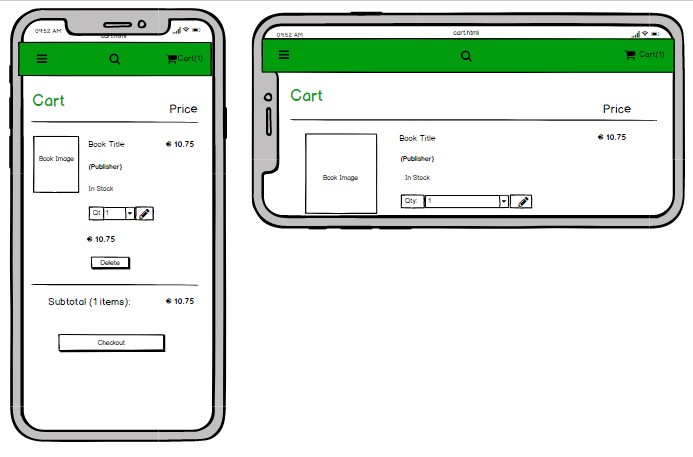 09:52 AM
cart.html
Cart(1)
Cart
Price
Book Image
Book Title
€ 10.75
(Publisher)
In Stock
Qt 1
€ 10.75
Delete
Subtotal (1 items):
€ 10.75
Checkout
09:52 AM
cart.html
Cart(1)
Cart
Price
Book Image
Book Title
€ 10.75
(Publisher)
In Stock
Qty: 1